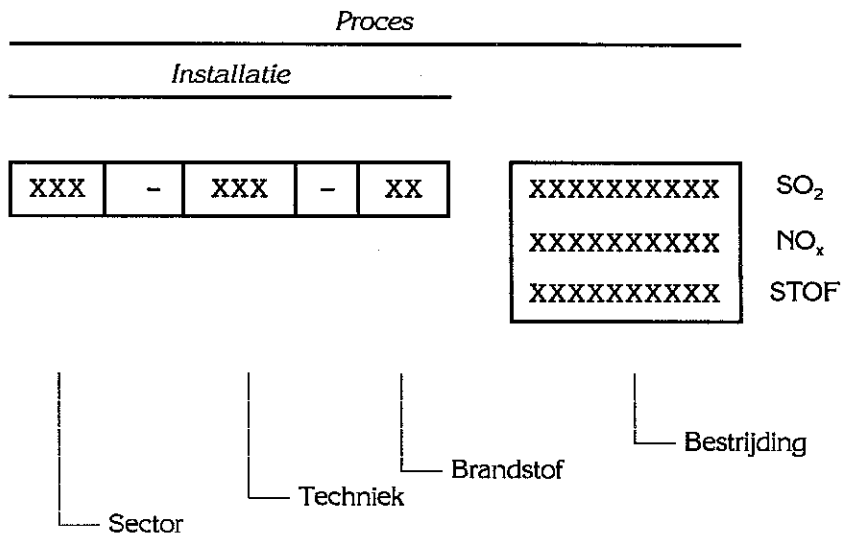 Proces
Installatie
XXX - XXX - XX
XXXXXXXXXX SO₂
XXXXXXXXXX NOₓ
XXXXXXXXXX STOF
Bestrijding
Brandstof
Techniek
Sector